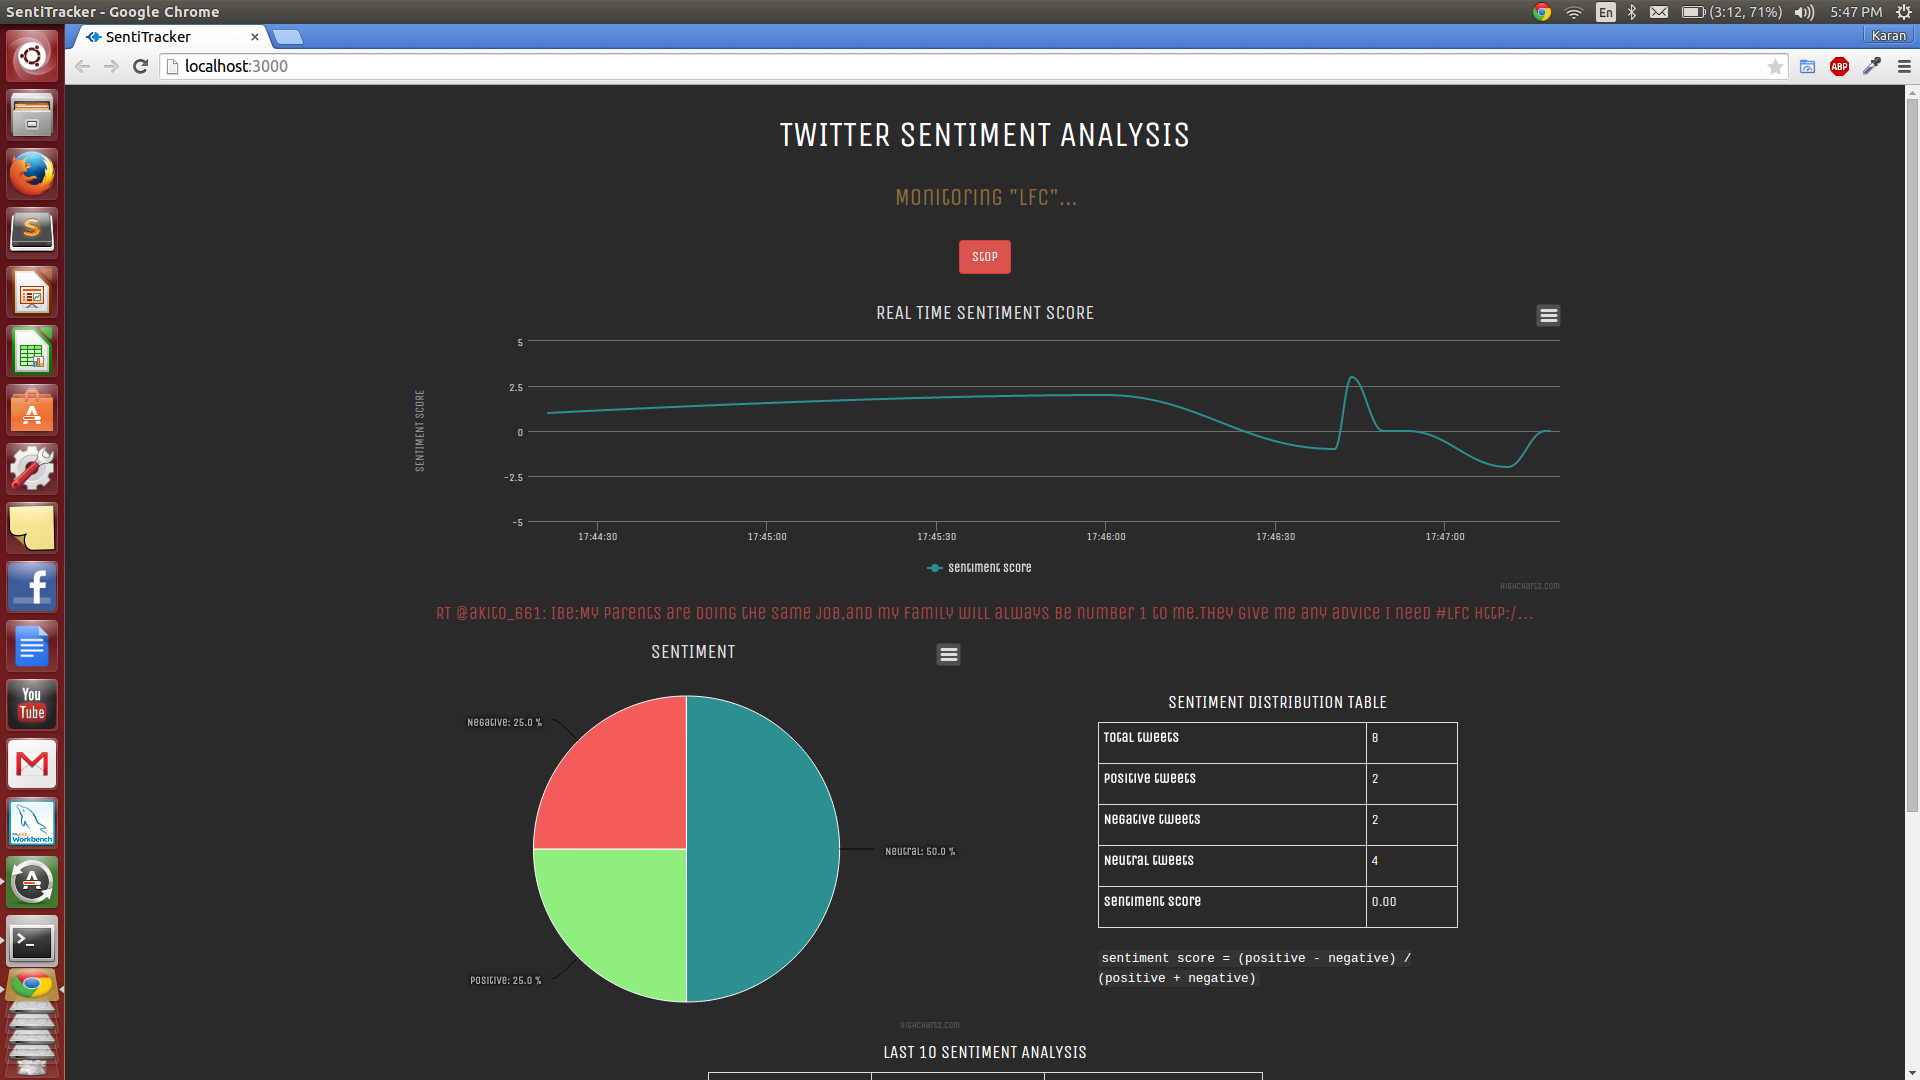 SentiTracker - Google Chrome
En
(3:12, 71%)
5:47 PM
SentiTracker
Karan
localhost:3000
ABP
TWITTER SENTIMENT ANALYSIS
Monitoring "LFC"...
Stop
REAL TIME SENTIMENT SCORE
SENTIMENT SCORE
5
2.5
0
-2.5
-5
17:44:30
17:45:00
17:45:30
17:46:00
17:46:30
17:47:00
sentiment score
Highcharts.com
RT @akito_661: IBE:My parents are doing the same job,and my family will always be number 1 to me.They give me any advice I need #LFC http:/…
SENTIMENT
Negative: 25.0 %
Neutral: 50.0 %
Positive: 25.0 %
Highcharts.com
SENTIMENT DISTRIBUTION TABLE
Total tweets 8
Positive tweets 2
Negative tweets 2
Neutral tweets 4
Sentiment score 0.00
sentiment score = (positive - negative) /
(positive + negative)
LAST 10 SENTIMENT ANALYSIS
You
Tube
Workbench